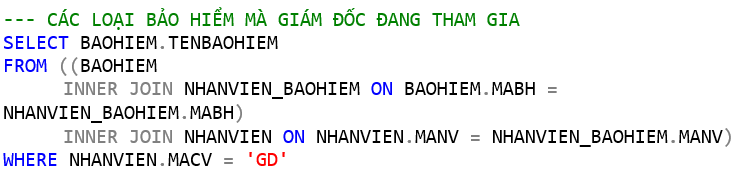 --- CÁC LOẠI BẢO HIỂM MÀ GIÁM ĐỐC ĐANG THAM GIA
SELECT BAOHIEM.TENBAOHIEM
FROM ((BAOHIEM
INNER JOIN NHANVIEN_BAOHIEM ON BAOHIEM.MABH =
NHANVIEN_BAOHIEM.MABH)
INNER JOIN NHANVIEN ON NHANVIEN.MANV = NHANVIEN_BAOHIEM.MANV)
WHERE NHANVIEN.MACV = 'GD'